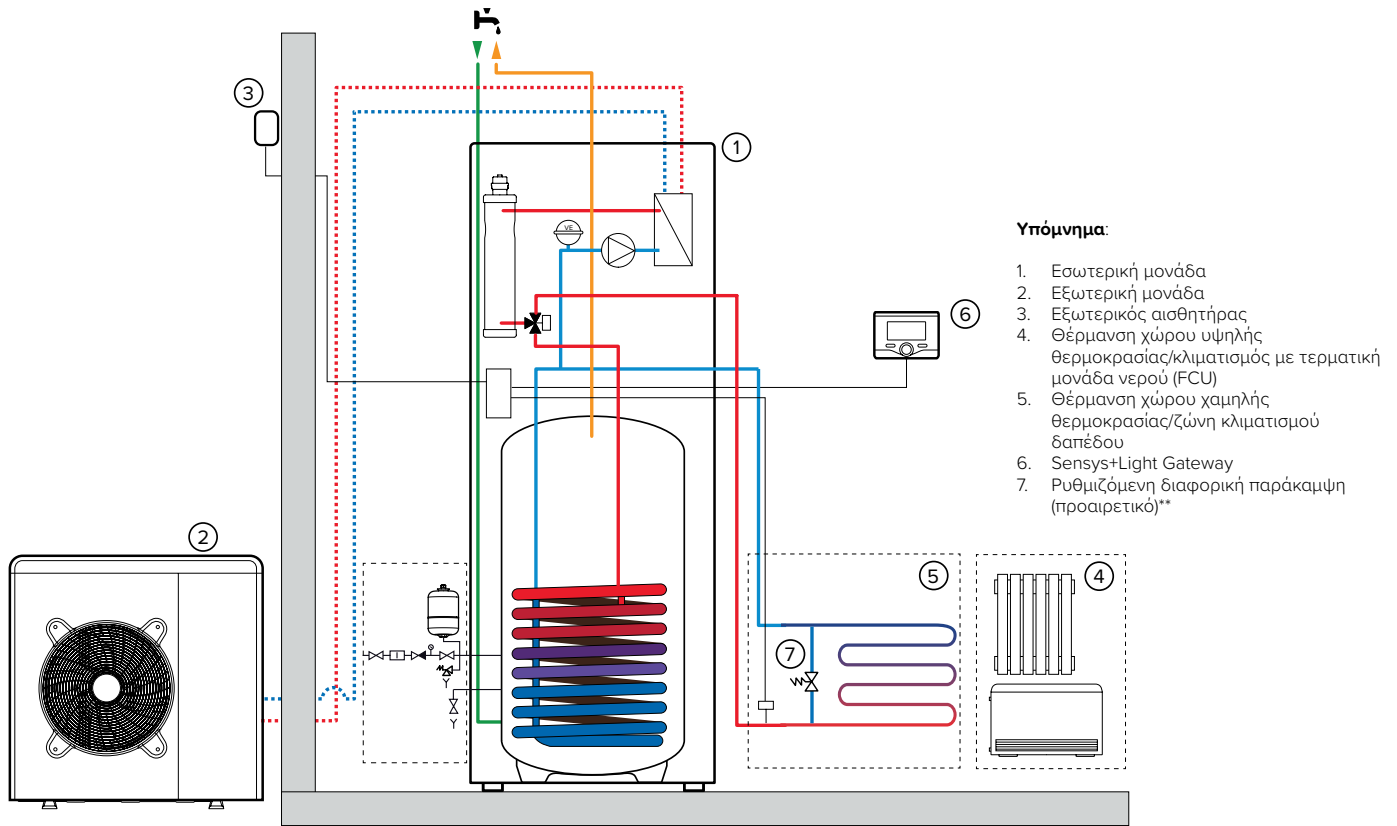 3
1
VE
Υπόμνημα:
1. Εσωτερική μονάδα
2. Εξωτερική μονάδα
3. Εξωτερικός αισθητήρας
4. Θέρμανση χώρου υψηλής
θερμοκρασίας/κλιματισμός με τερματική
μονάδα νερού (FCU)
5. Θέρμανση χώρου χαμηλής
θερμοκρασίας/ζώνη κλιματισμού
δαπέδου
6. Sensys+Light Gateway
7. Ρυθμιζόμενη διαφορική παράκαμψη
(προαιρετικό)**
6
2
5
4
7